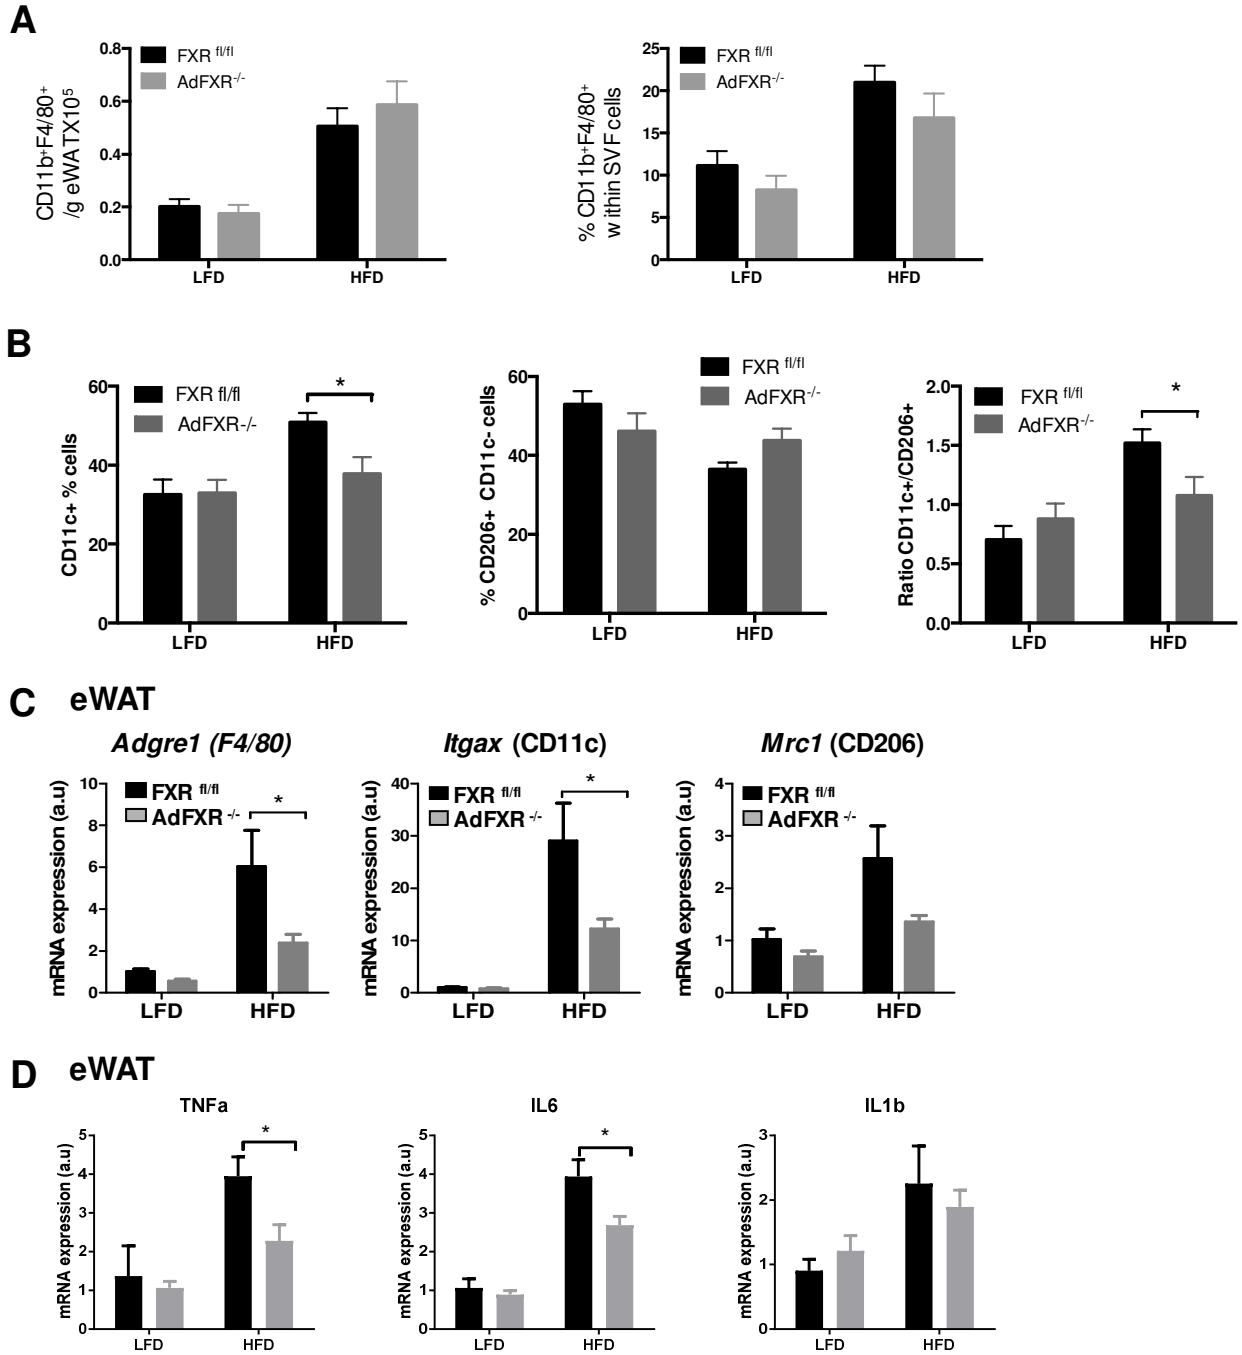 A
CD11b+F4/80+
/g eWATX10⁵
0.8
0.6
0.4
0.2
0.0
FXR fl/fl
AdFXR-/-
LFD HFD
% CD11b+F4/80+
w ithin SVF cells
25
20
15
10
5
0
FXR fl/fl
AdFXR-/-
LFD HFD
B
CD11c+ % cells
60
40
20
0
FXR fl/fl
AdFXR-/-
*
LFD HFD
% CD206+ CD11c- cells
60
40
20
0
FXR fl/fl
AdFXR-/-
LFD HFD
Ratio CD11c+/CD206+
2.0
1.5
1.0
0.5
0.0
FXR fl/fl
AdFXR-/-
*
LFD HFD
C eWAT
Adgre1 (F4/80)
mRNA expression (a.u)
10
8
6
4
2
0
FXR fl/fl
AdFXR -/-
*
LFD HFD
Itgax (CD11c)
mRNA expression (a.u)
40
30
20
10
0
FXR fl/fl
AdFXR -/-
*
LFD HFD
Mrc1 (CD206)
mRNA expression (a.u)
4
3
2
1
0
FXR fl/fl
AdFXR -/-
LFD HFD
D eWAT
TNFa
mRNA expression (a.u)
5
4
3
2
1
0
*
LFD HFD
IL6
mRNA expression (a.u)
5
4
3
2
1
0
*
LFD HFD
IL1b
mRNA expression (a.u)
3
2
1
0
LFD HFD